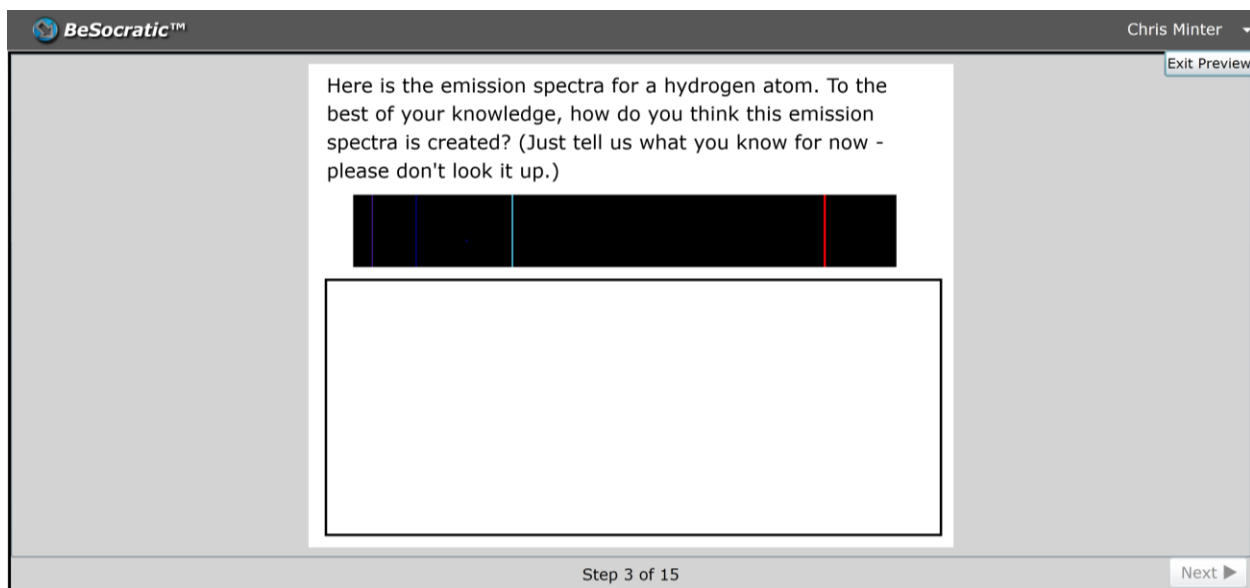 BeSocratic™
Chris Minter
Exit Preview
Here is the emission spectra for a hydrogen atom. To the
best of your knowledge, how do you think this emission
spectra is created? (Just tell us what you know for now -
please don't look it up.)
Step 3 of 15
Next